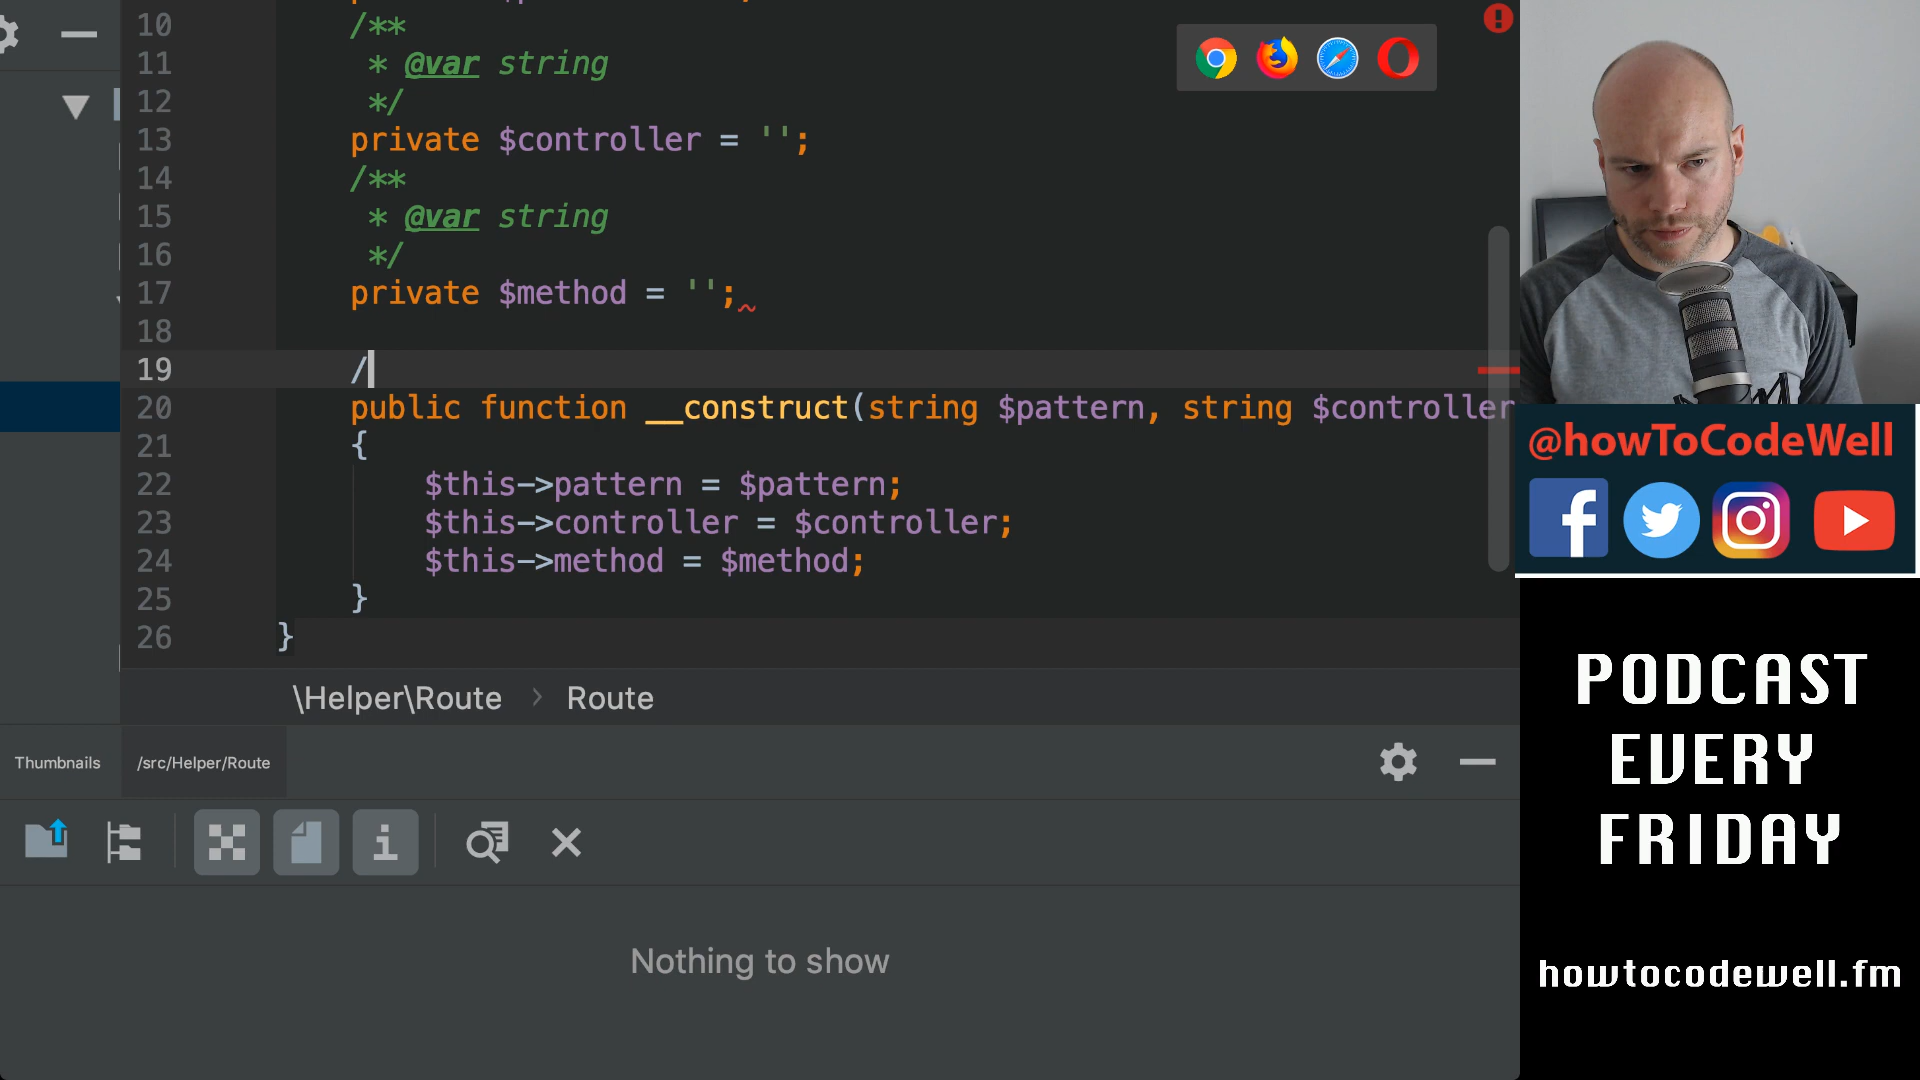 10 /**
11 * @var string
12 */
13 private $controller = '';
14 /**
15 * @var string
16 */
17 private $method = '';
18
19 /
20 public function __construct(string $pattern, string $controller
21 {
22 $this->pattern = $pattern;
23 $this->controller = $controller;
24 $this->method = $method;
25 }
26 }
\Helper\Route > Route
Thumbnails /src/Helper/Route
Nothing to show
@howToCodeWell
PODCAST
EVERY
FRIDAY
howtocodewell.fm